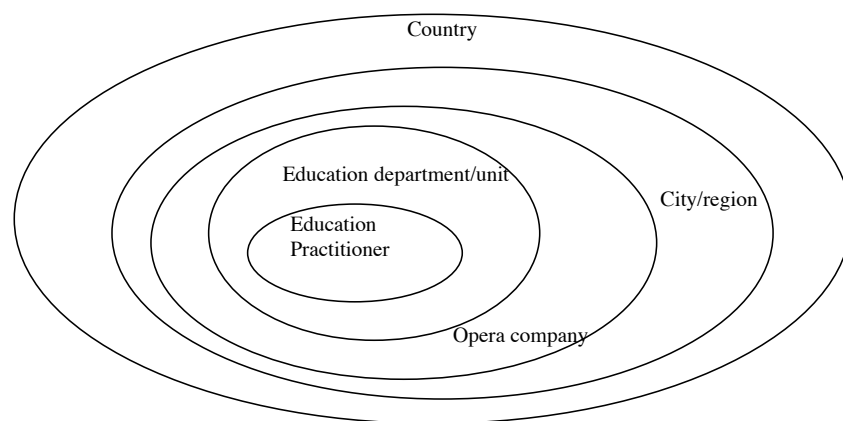 Country
Education department/unit
City/region
Education
Practitioner
Opera company